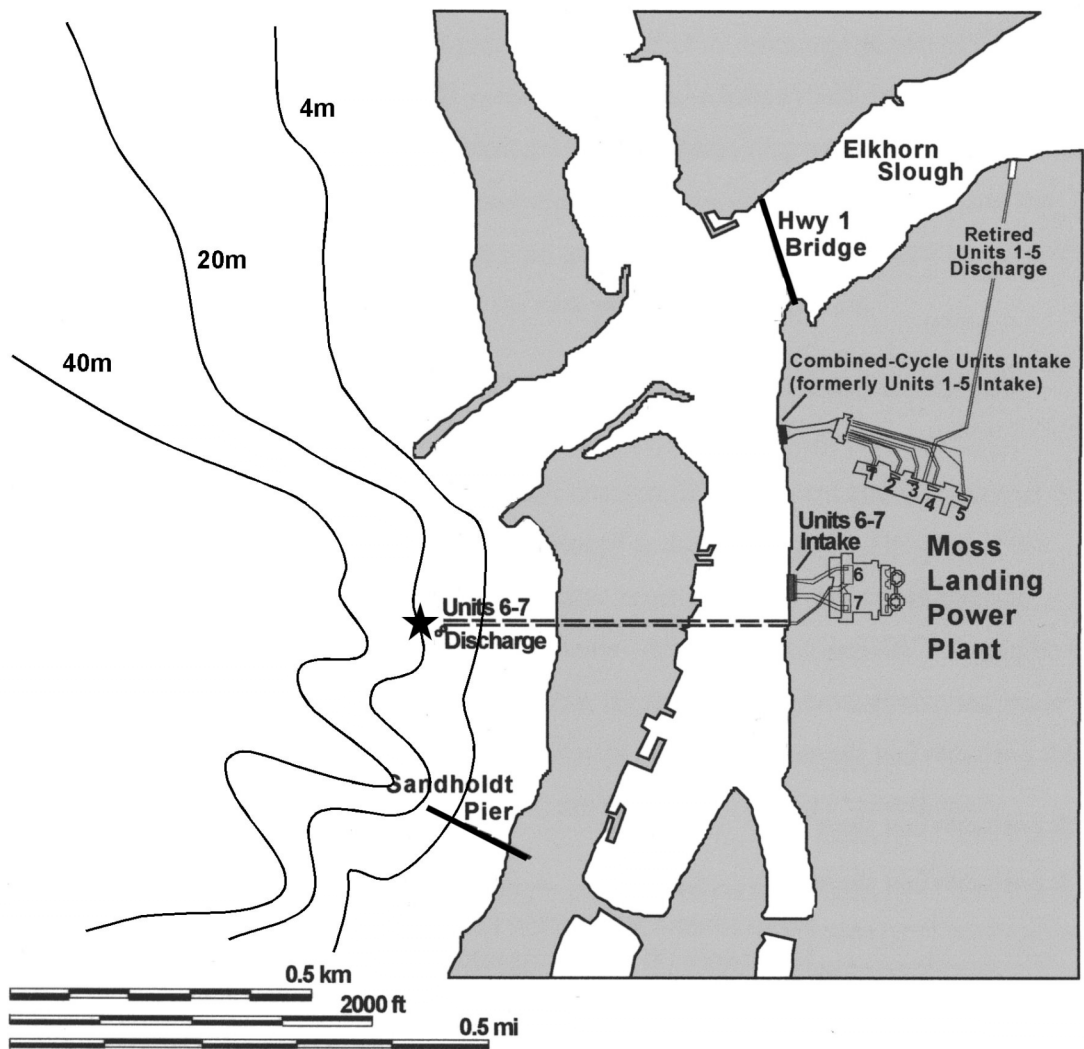 4m
20m
40m
Elkhorn
Slough
Hwy 1
Bridge
Retired
Units 1-5
Discharge
Combined-Cycle Units Intake
(formerly Units 1-5 Intake)
1
2
3
4
5
Units 6-7
Intake
6
7
Moss
Landing
Power
Plant
Units 6-7
Discharge
Sandholdt
Pier
0.5 km
2000 ft
0.5 mi